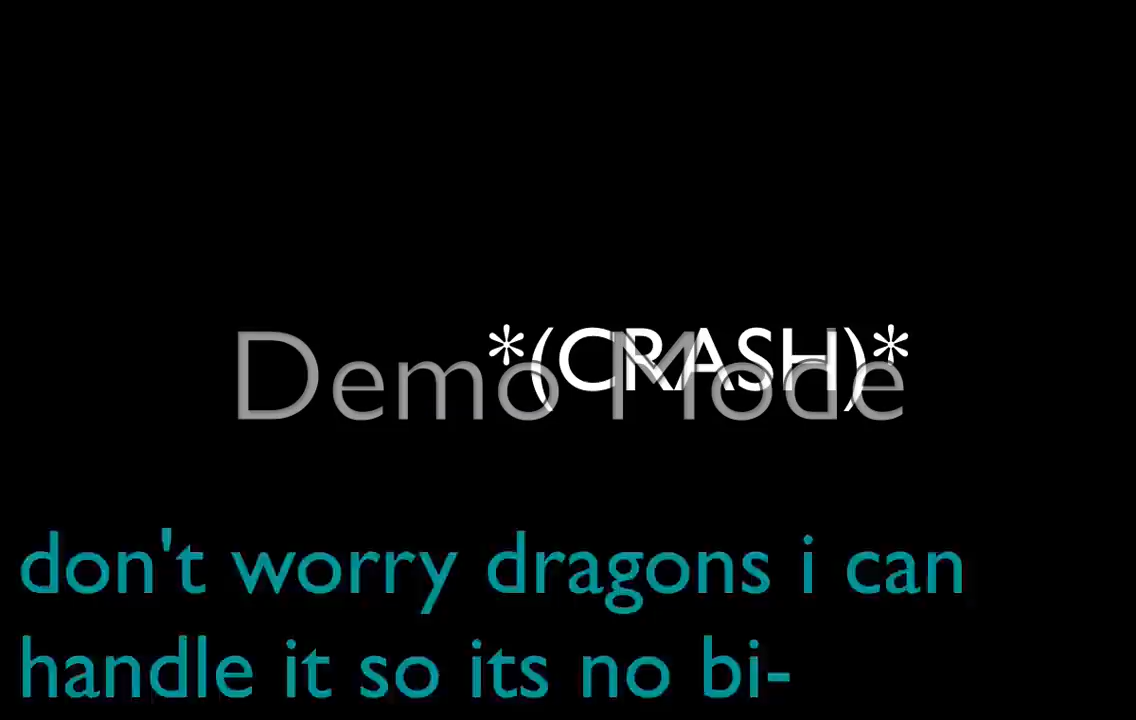 *(CRASH)*
Demo Mode
don't worry dragons i can
handle it so its no bi-